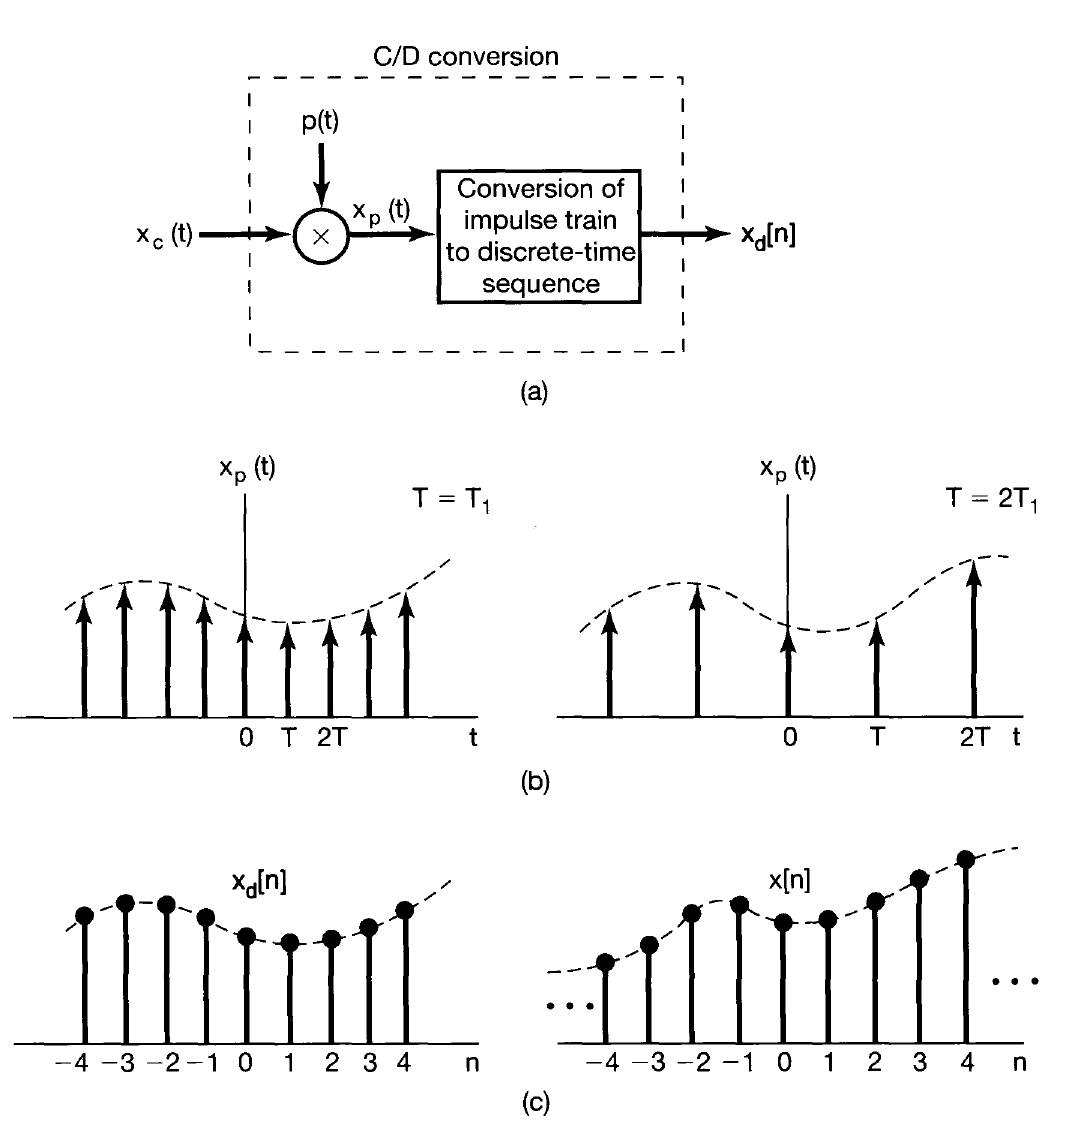 C/D conversion
p(t)
x_c (t)
×
x_p (t)
Conversion of
impulse train
to discrete-time
sequence
x_d[n]
(a)
x_p (t)
T = T_1
0 T 2T t
x_p (t)
T = 2T_1
0 T 2T t
(b)
x_d[n]
−4 −3 −2 −1 0 1 2 3 4 n
x[n]
• • •
• • •
−4 −3 −2 −1 0 1 2 3 4 n
(c)